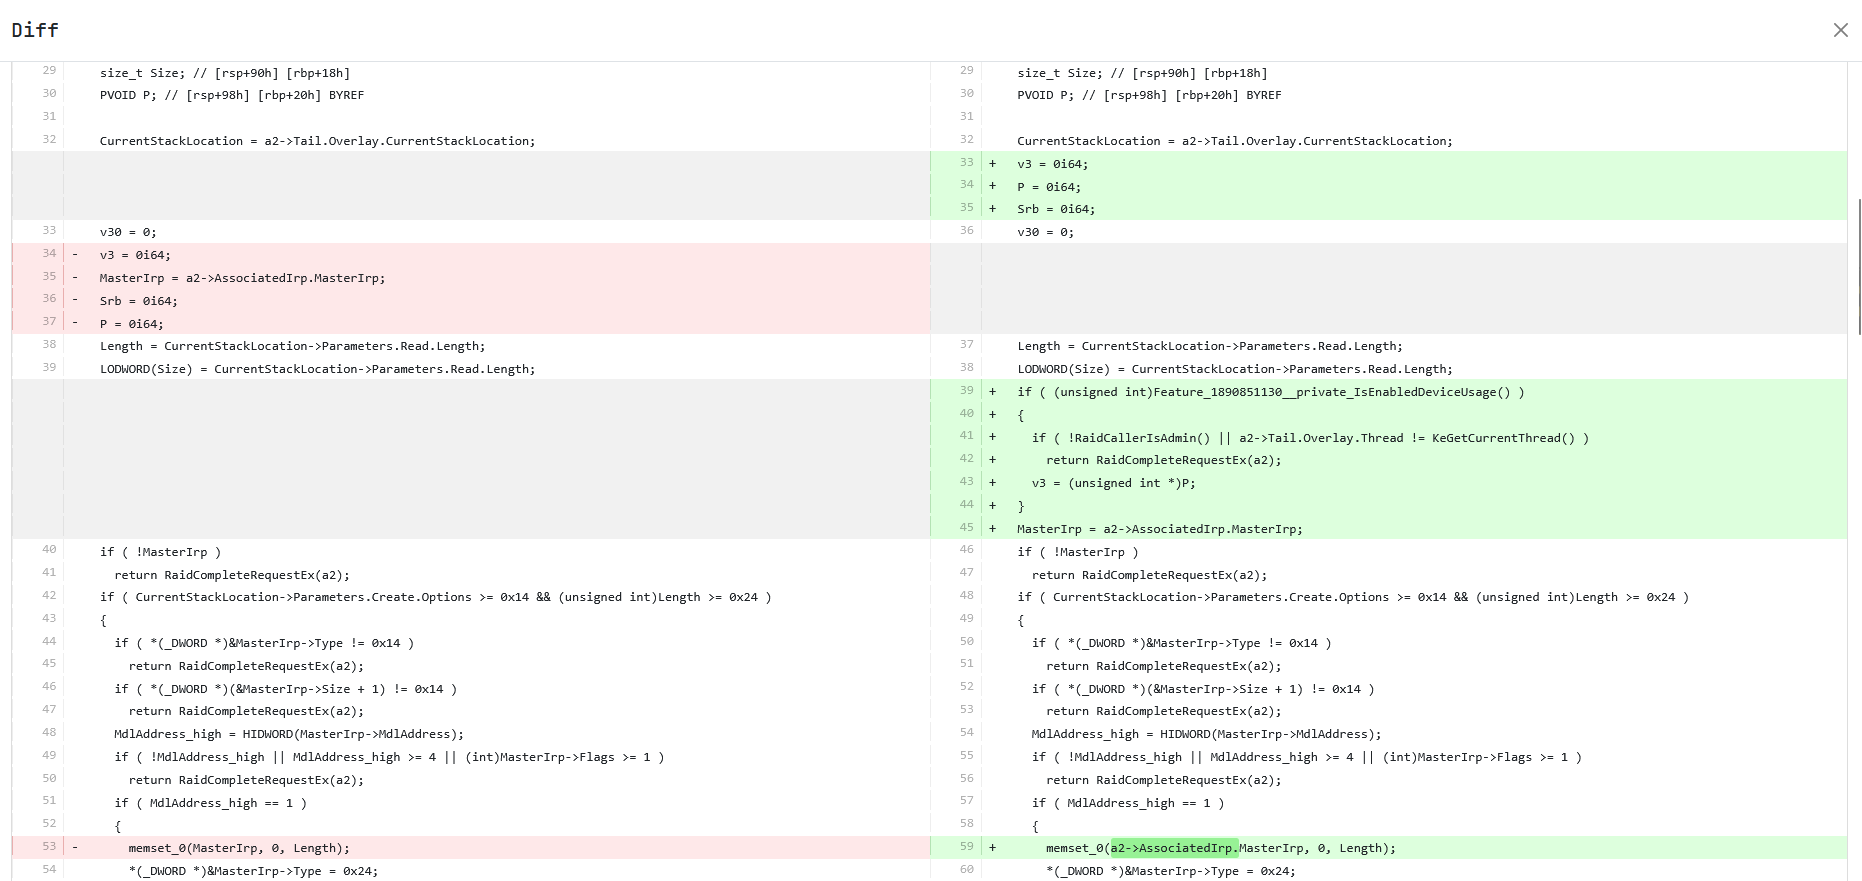 Diff
29 size_t Size; // [rsp+90h] [rbp+18h]
30 PVOID P; // [rsp+98h] [rbp+20h] BYREF
31
32 CurrentStackLocation = a2->Tail.Overlay.CurrentStackLocation;
33 v30 = 0;
34 - v3 = 0i64;
35 - MasterIrp = a2->AssociatedIrp.MasterIrp;
36 - Srb = 0i64;
37 - P = 0i64;
38 Length = CurrentStackLocation->Parameters.Read.Length;
39 LODWORD(Size) = CurrentStackLocation->Parameters.Read.Length;
40 if ( !MasterIrp )
41 return RaidCompleteRequestEx(a2);
42 if ( CurrentStackLocation->Parameters.Create.Options >= 0x14 && (unsigned int)Length >= 0x24 )
43 {
44 if ( *(_DWORD *)&MasterIrp->Type != 0x14 )
45 return RaidCompleteRequestEx(a2);
46 if ( *(_DWORD *)(&MasterIrp->Size + 1) != 0x14 )
47 return RaidCompleteRequestEx(a2);
48 MdlAddress_high = HIDWORD(MasterIrp->MdlAddress);
49 if ( !MdlAddress_high || MdlAddress_high >= 4 || (int)MasterIrp->Flags >= 1 )
50 return RaidCompleteRequestEx(a2);
51 if ( MdlAddress_high == 1 )
52 {
53 - memset_0(MasterIrp, 0, Length);
54 *(_DWORD *)&MasterIrp->Type = 0x24;
29 size_t Size; // [rsp+90h] [rbp+18h]
30 PVOID P; // [rsp+98h] [rbp+20h] BYREF
31
32 CurrentStackLocation = a2->Tail.Overlay.CurrentStackLocation;
33 + v3 = 0i64;
34 + P = 0i64;
35 + Srb = 0i64;
36 v30 = 0;
37 Length = CurrentStackLocation->Parameters.Read.Length;
38 LODWORD(Size) = CurrentStackLocation->Parameters.Read.Length;
39 + if ( (unsigned int)Feature_1890851130__private_IsEnabledDeviceUsage() )
40 + {
41 + if ( !RaidCallerIsAdmin() || a2->Tail.Overlay.Thread != KeGetCurrentThread() )
42 + return RaidCompleteRequestEx(a2);
43 + v3 = (unsigned int *)P;
44 + }
45 + MasterIrp = a2->AssociatedIrp.MasterIrp;
46 if ( !MasterIrp )
47 return RaidCompleteRequestEx(a2);
48 if ( CurrentStackLocation->Parameters.Create.Options >= 0x14 && (unsigned int)Length >= 0x24 )
49 {
50 if ( *(_DWORD *)&MasterIrp->Type != 0x14 )
51 return RaidCompleteRequestEx(a2);
52 if ( *(_DWORD *)(&MasterIrp->Size + 1) != 0x14 )
53 return RaidCompleteRequestEx(a2);
54 MdlAddress_high = HIDWORD(MasterIrp->MdlAddress);
55 if ( !MdlAddress_high || MdlAddress_high >= 4 || (int)MasterIrp->Flags >= 1 )
56 return RaidCompleteRequestEx(a2);
57 if ( MdlAddress_high == 1 )
58 {
59 + memset_0(a2->AssociatedIrp.MasterIrp, 0, Length);
60 *(_DWORD *)&MasterIrp->Type = 0x24;